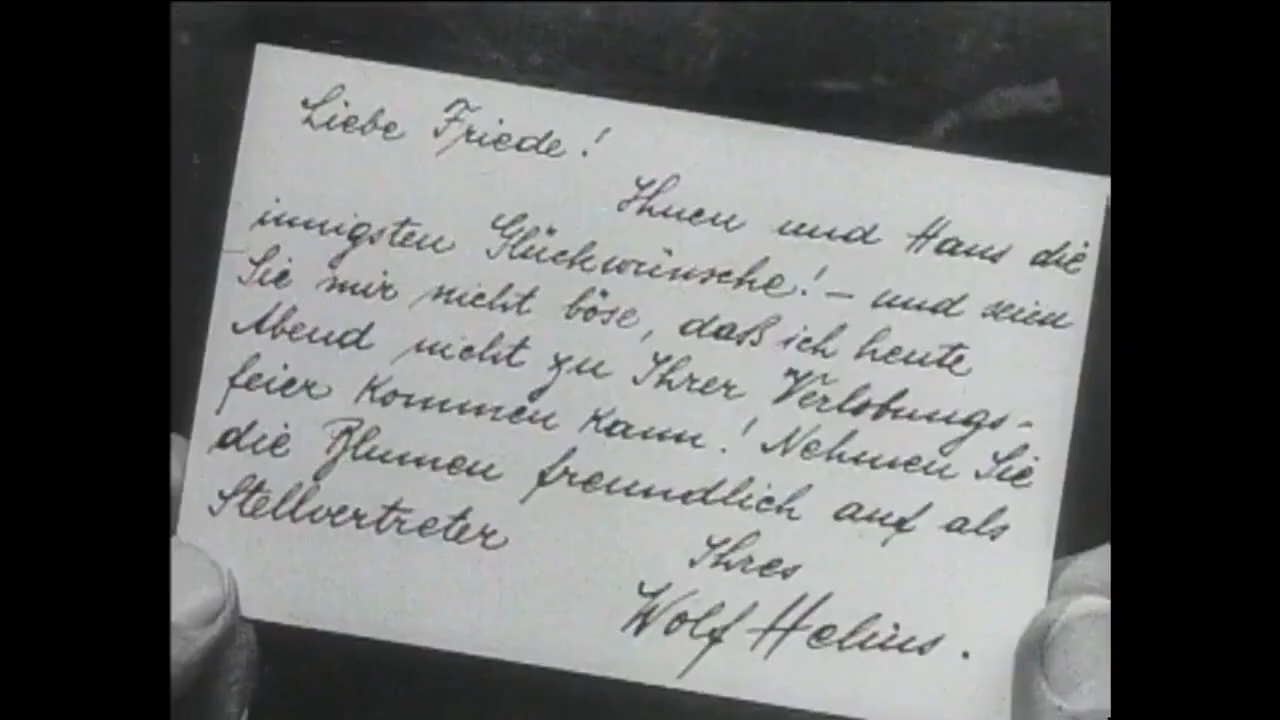 Liebe Friede!
Ihnen und Hans die
innigsten Glückwünsche! – und seien
Sie mir nicht böse, daß ich heute
Abend nicht zu Ihrer Verlobungs-
feier kommen kann! Nehmen Sie
die Blumen freundlich auf als
Stellvertreter
Ihres
Wolf Helius.